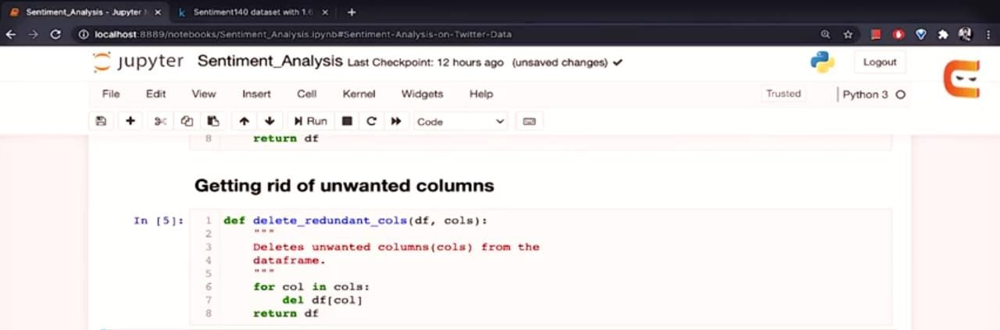 Sentiment_Analysis - Jupyter N
Sentiment140 dataset with 1.6
localhost:8889/notebooks/Sentiment_Analysis.ipynb#Sentiment-Analysis-on-Twitter-Data
jupyter Sentiment_Analysis Last Checkpoint: 12 hours ago (unsaved changes)
Logout
File Edit View Insert Cell Kernel Widgets Help
Trusted
Python 3
Run
Code
8 return df
Getting rid of unwanted columns
In [5]:
1 def delete_redundant_cols(df, cols):
2 """
3 Deletes unwanted columns(cols) from the
4 dataframe.
5 """
6 for col in cols:
7 del df[col]
8 return df